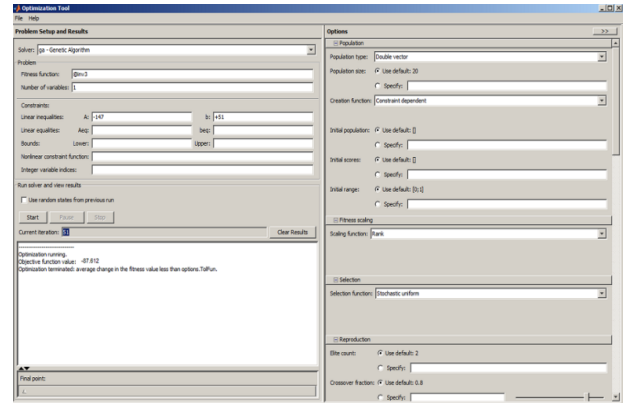 Optimization Tool
File Help
Problem Setup and Results
Solver: ga - Genetic Algorithm
Problem
Fitness function: @inv3
Number of variables: 1
Constraints:
Linear inequalities: A: -147 b: +51
Linear equalities: Aeq: beq:
Bounds: Lower: Upper:
Nonlinear constraint function:
Integer variable indices:
Run solver and view results
Use random states from previous run
Start Pause Stop
Current iteration: 51 Clear Results
Optimization running.
Objective function value: -87.812
Optimization terminated: average change in the fitness value less than options.TolFun.
Final point:
Options >>
Population
Population type: Double vector
Population size: Use default: 20
Specify:
Creation function: Constraint dependent
Initial population: Use default: []
Specify:
Initial scores: Use default: []
Specify:
Initial range: Use default: [0;1]
Specify:
Fitness scaling
Scaling function: Rank
Selection
Selection function: Stochastic uniform
Reproduction
Elite count: Use default: 2
Specify:
Crossover fraction: Use default: 0.8
Specify: